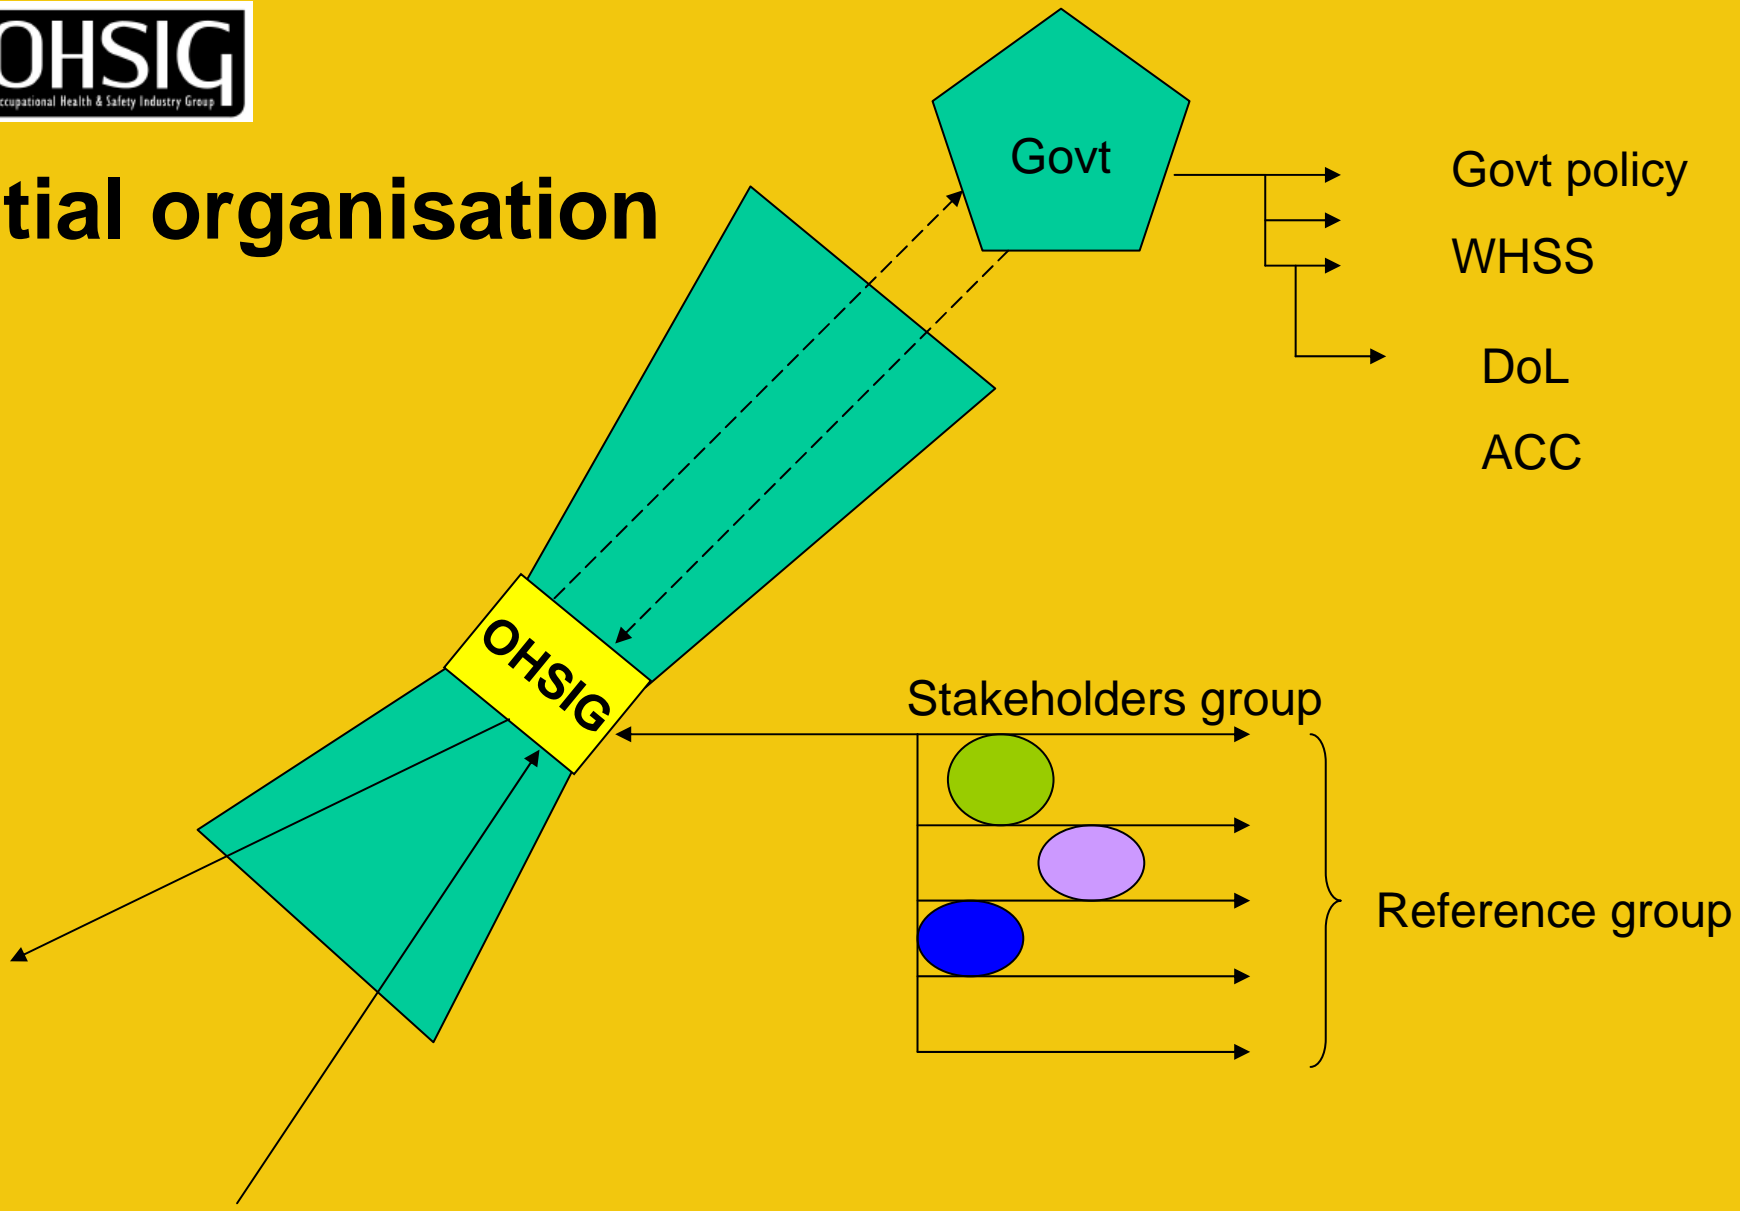 OHSIG
ccupational Health & Safety Industry Group
tial organisation
Govt
Govt policy
WHSS
DoL
ACC
OHSIG
Stakeholders group
Reference group